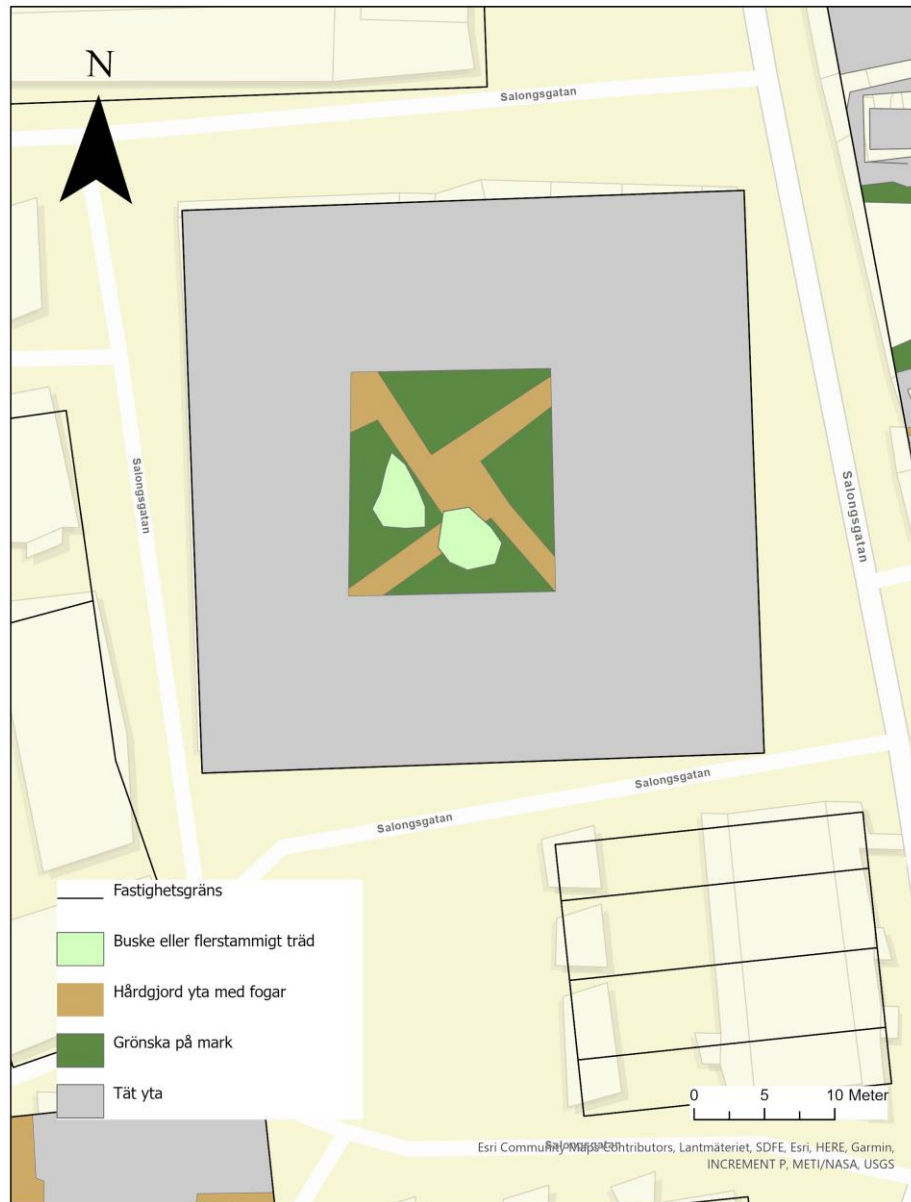 N
Salongsgatan
Salongsgatan
Salongsgatan
Salongsgatan
Salongsgatan
Fastighetsgräns
Buske eller flerstammigt träd
Hårdgjord yta med fogar
Grönska på mark
Tät yta
0 5 10 Meter
Salongsgatan
Esri Community Maps Contributors, Lantmäteriet, SDFE, Esri, HERE, Garmin,
INCREMENT P, METI/NASA, USGS